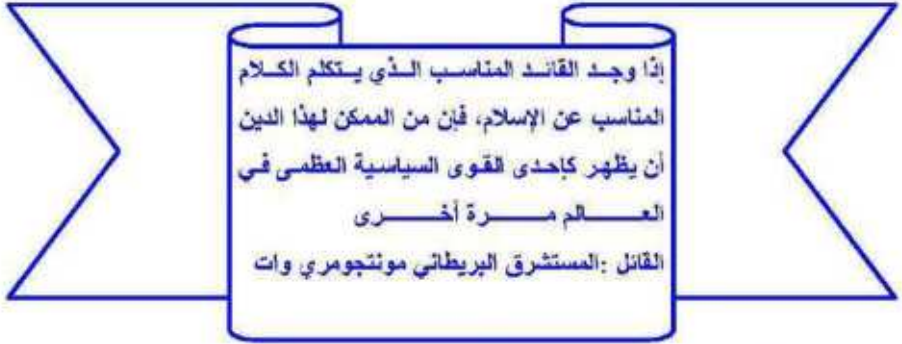 إذا وجد القائد المناسب الذي يتكلم الكلام
المناسب عن الإسلام، فإن من الممكن لهذا الدين
أن يظهر كإحدى القوى السياسية العظمى في
العالم مرة أخرى
القائل :المستشرق البريطاني مونتجومري وات